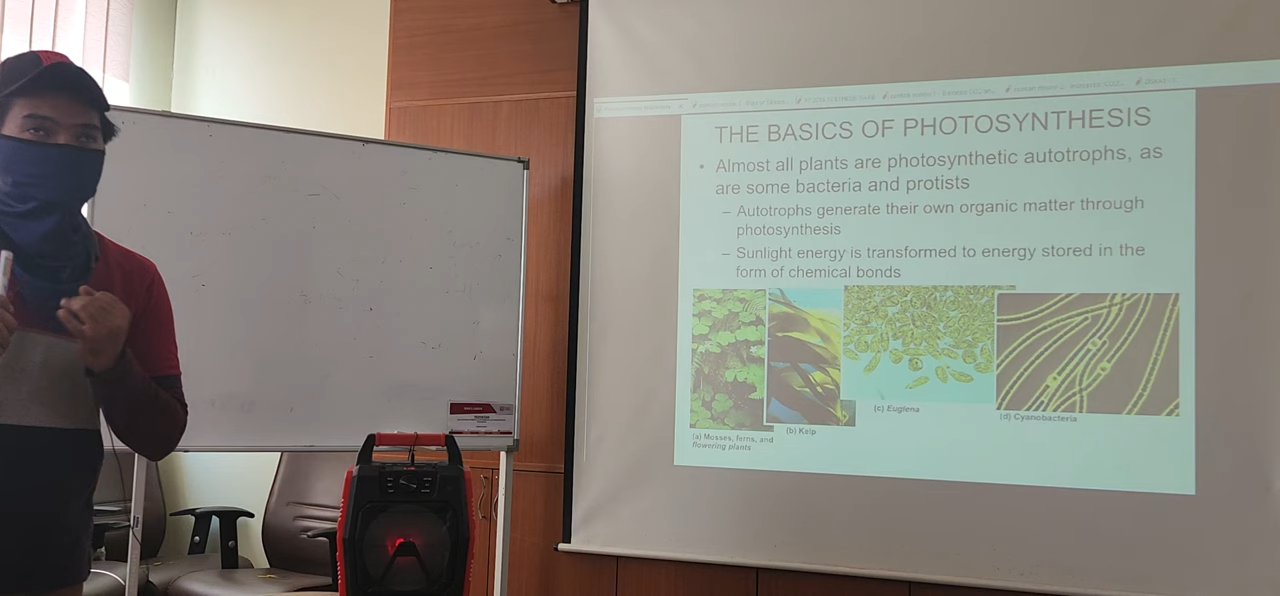 THE BASICS OF PHOTOSYNTHESIS
• Almost all plants are photosynthetic autotrophs, as
are some bacteria and protists
– Autotrophs generate their own organic matter through
photosynthesis
– Sunlight energy is transformed to energy stored in the
form of chemical bonds
(a) Mosses, ferns, and
flowering plants
(b) Kelp
(c) Euglena
(d) Cyanobacteria